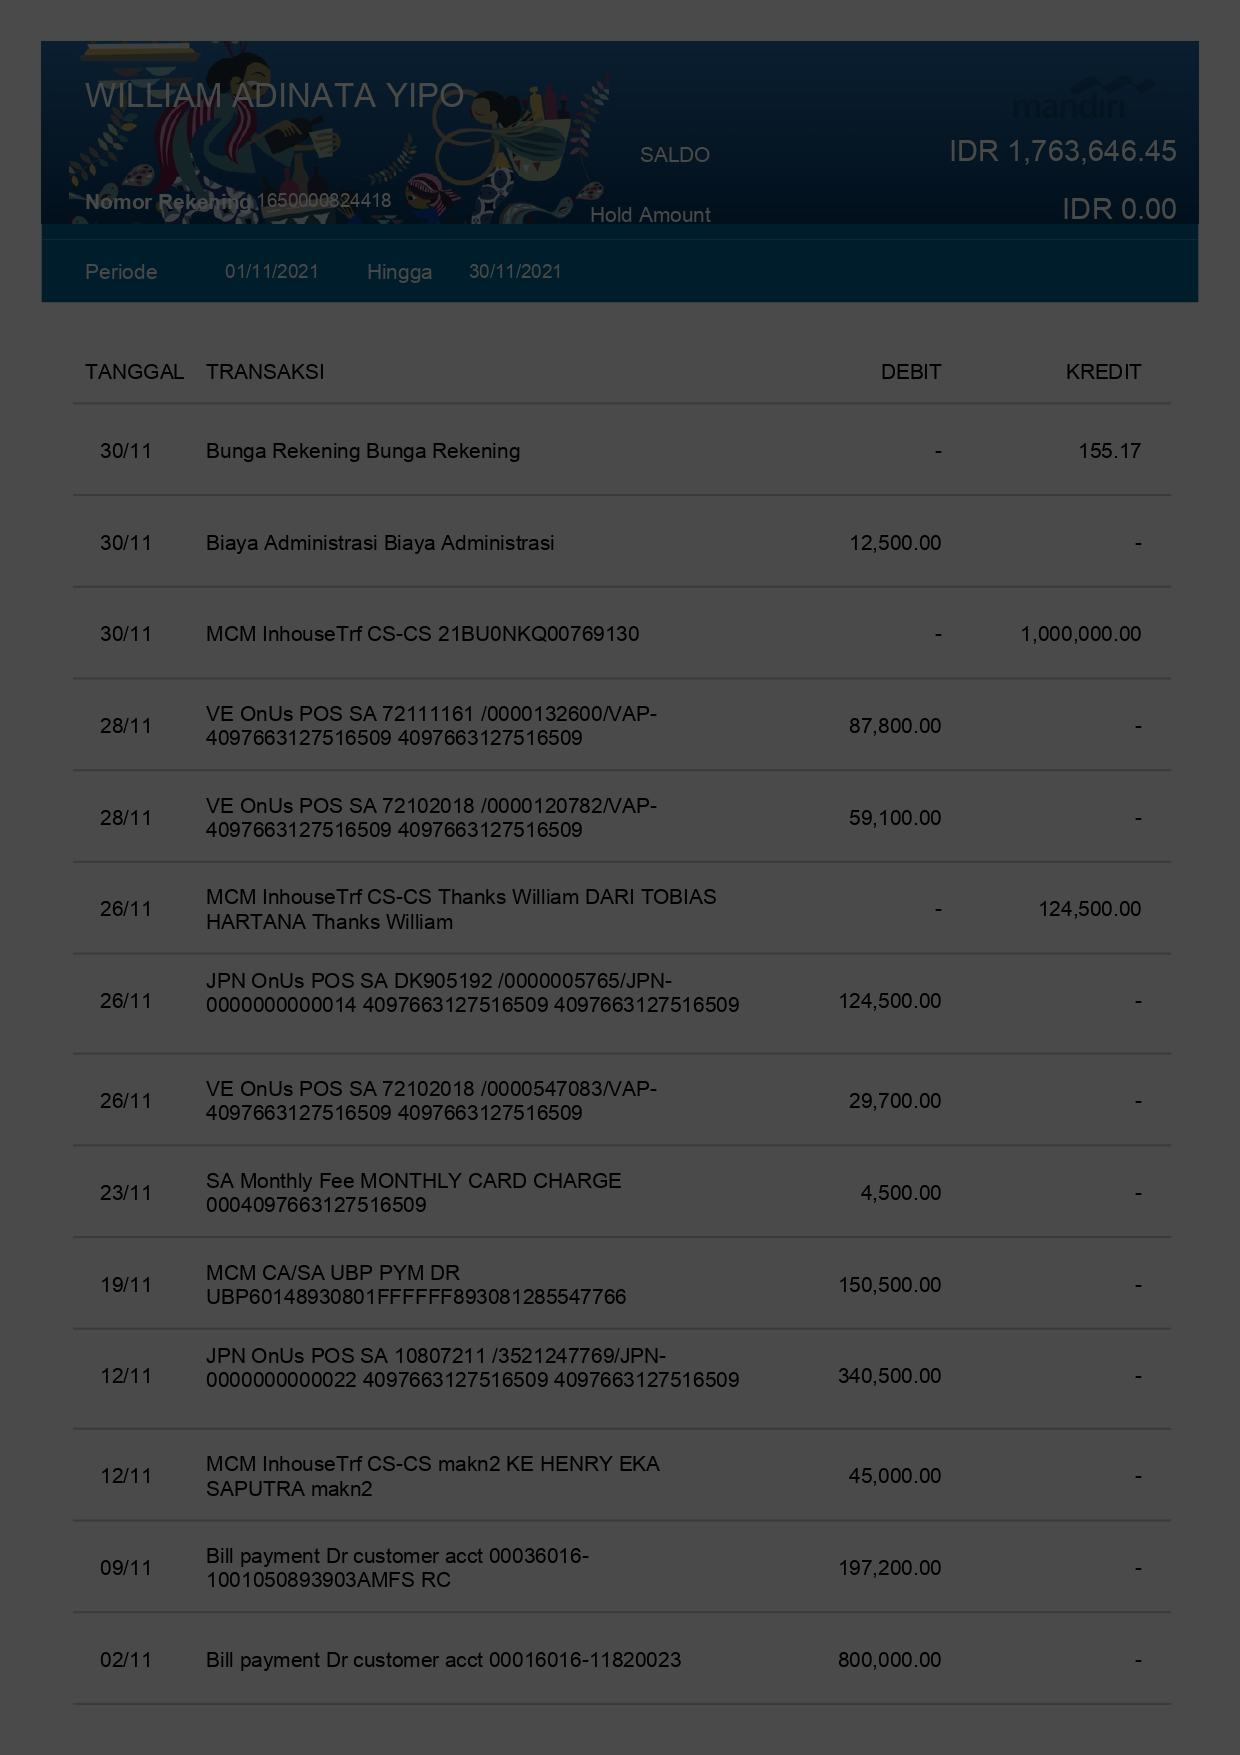 WILLIAM ADINATA YIPO
mandiri
SALDO IDR 1,763,646.45
Nomor Rekening 1650000824418
Hold Amount IDR 0.00
Periode 01/11/2021 Hingga 30/11/2021
TANGGAL TRANSAKSI DEBIT KREDIT
30/11 Bunga Rekening Bunga Rekening - 155.17
30/11 Biaya Administrasi Biaya Administrasi 12,500.00 -
30/11 MCM InhouseTrf CS-CS 21BU0NKQ00769130 - 1,000,000.00
VE OnUs POS SA 72111161 /0000132600/VAP-
28/11 87,800.00 -
4097663127516509 4097663127516509
VE OnUs POS SA 72102018 /0000120782/VAP-
28/11 59,100.00 -
4097663127516509 4097663127516509
MCM InhouseTrf CS-CS Thanks William DARI TOBIAS
26/11 - 124,500.00
HARTANA Thanks William
JPN OnUs POS SA DK905192 /0000005765/JPN-
26/11 124,500.00 -
0000000000014 4097663127516509 4097663127516509
VE OnUs POS SA 72102018 /0000547083/VAP-
26/11 29,700.00 -
4097663127516509 4097663127516509
SA Monthly Fee MONTHLY CARD CHARGE
23/11 4,500.00 -
0004097663127516509
MCM CA/SA UBP PYM DR
19/11 150,500.00 -
UBP60148930801FFFFFF893081285547766
JPN OnUs POS SA 10807211 /3521247769/JPN-
12/11 340,500.00 -
0000000000022 4097663127516509 4097663127516509
MCM InhouseTrf CS-CS makn2 KE HENRY EKA
12/11 45,000.00 -
SAPUTRA makn2
Bill payment Dr customer acct 00036016-
09/11 197,200.00 -
1001050893903AMFS RC
02/11 Bill payment Dr customer acct 00016016-11820023 800,000.00 -